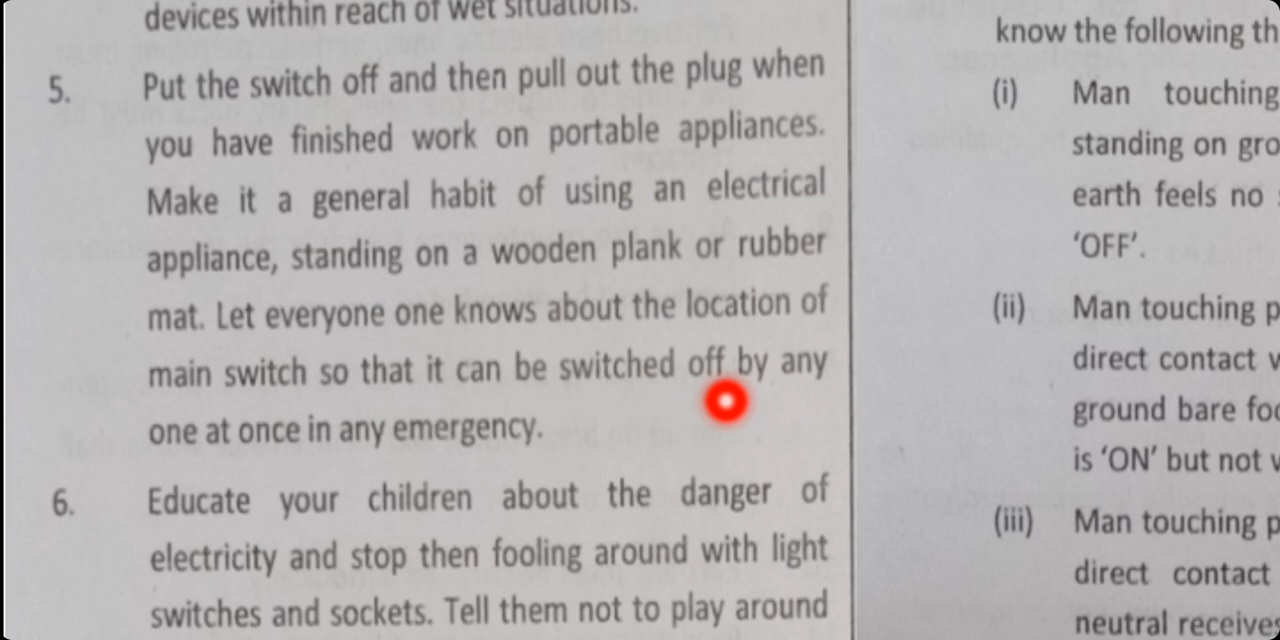 devices within reach of wet situations.
5. Put the switch off and then pull out the plug when
you have finished work on portable appliances.
Make it a general habit of using an electrical
appliance, standing on a wooden plank or rubber
mat. Let everyone one knows about the location of
main switch so that it can be switched off by any
one at once in any emergency.
6. Educate your children about the danger of
electricity and stop then fooling around with light
switches and sockets. Tell them not to play around
know the following th
(i) Man touching
standing on gro
earth feels no
‘OFF’.
(ii) Man touching p
direct contact
ground bare foo
is ‘ON’ but not
(iii) Man touching p
direct contact
neutral receives